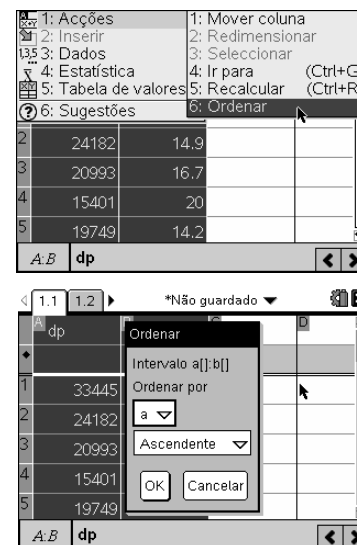 1: Acções
2: Inserir
3: Dados
4: Estatística
5: Tabela de valores
6: Sugestões
1: Mover coluna
2: Redimensionar
3: Seleccionar
4: Ir para (Ctrl+G
5: Recalcular (Ctrl+R
6: Ordenar
2 24182 14.9
3 20993 16.7
4 15401 20
5 19749 14.2
A:B dp
1.1 1.2 *Não guardado
A dp D
Ordenar
Intervalo a[]:b[]
Ordenar por
a
Ascendente
OK Cancelar
1 33445
2 24182
3 20993
4 15401
5 19749
A:B dp